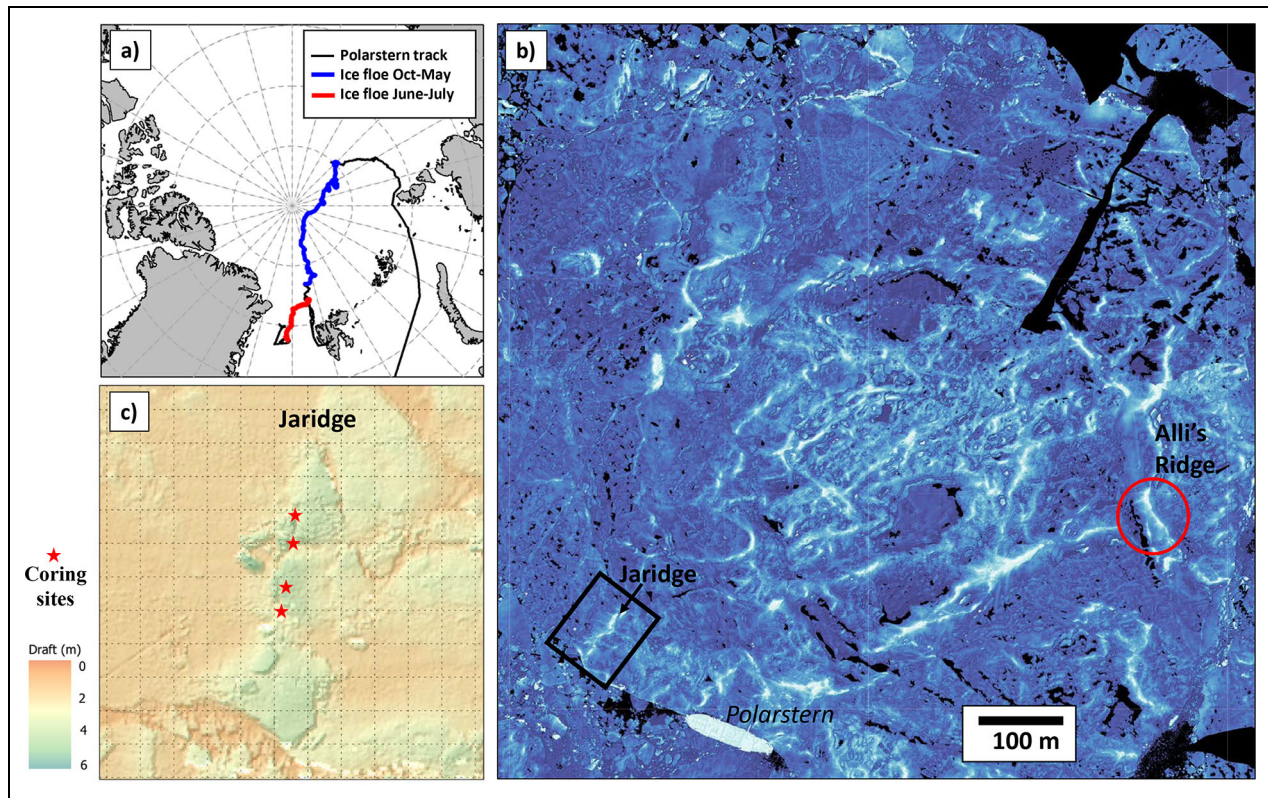 a)
Polarstern track
Ice floe Oct-May
Ice floe June-July
b)
Alli's
Ridge
Jaridge
Polarstern
100 m
c)
Jaridge
Coring
sites
Draft (m)
0
2
4
6